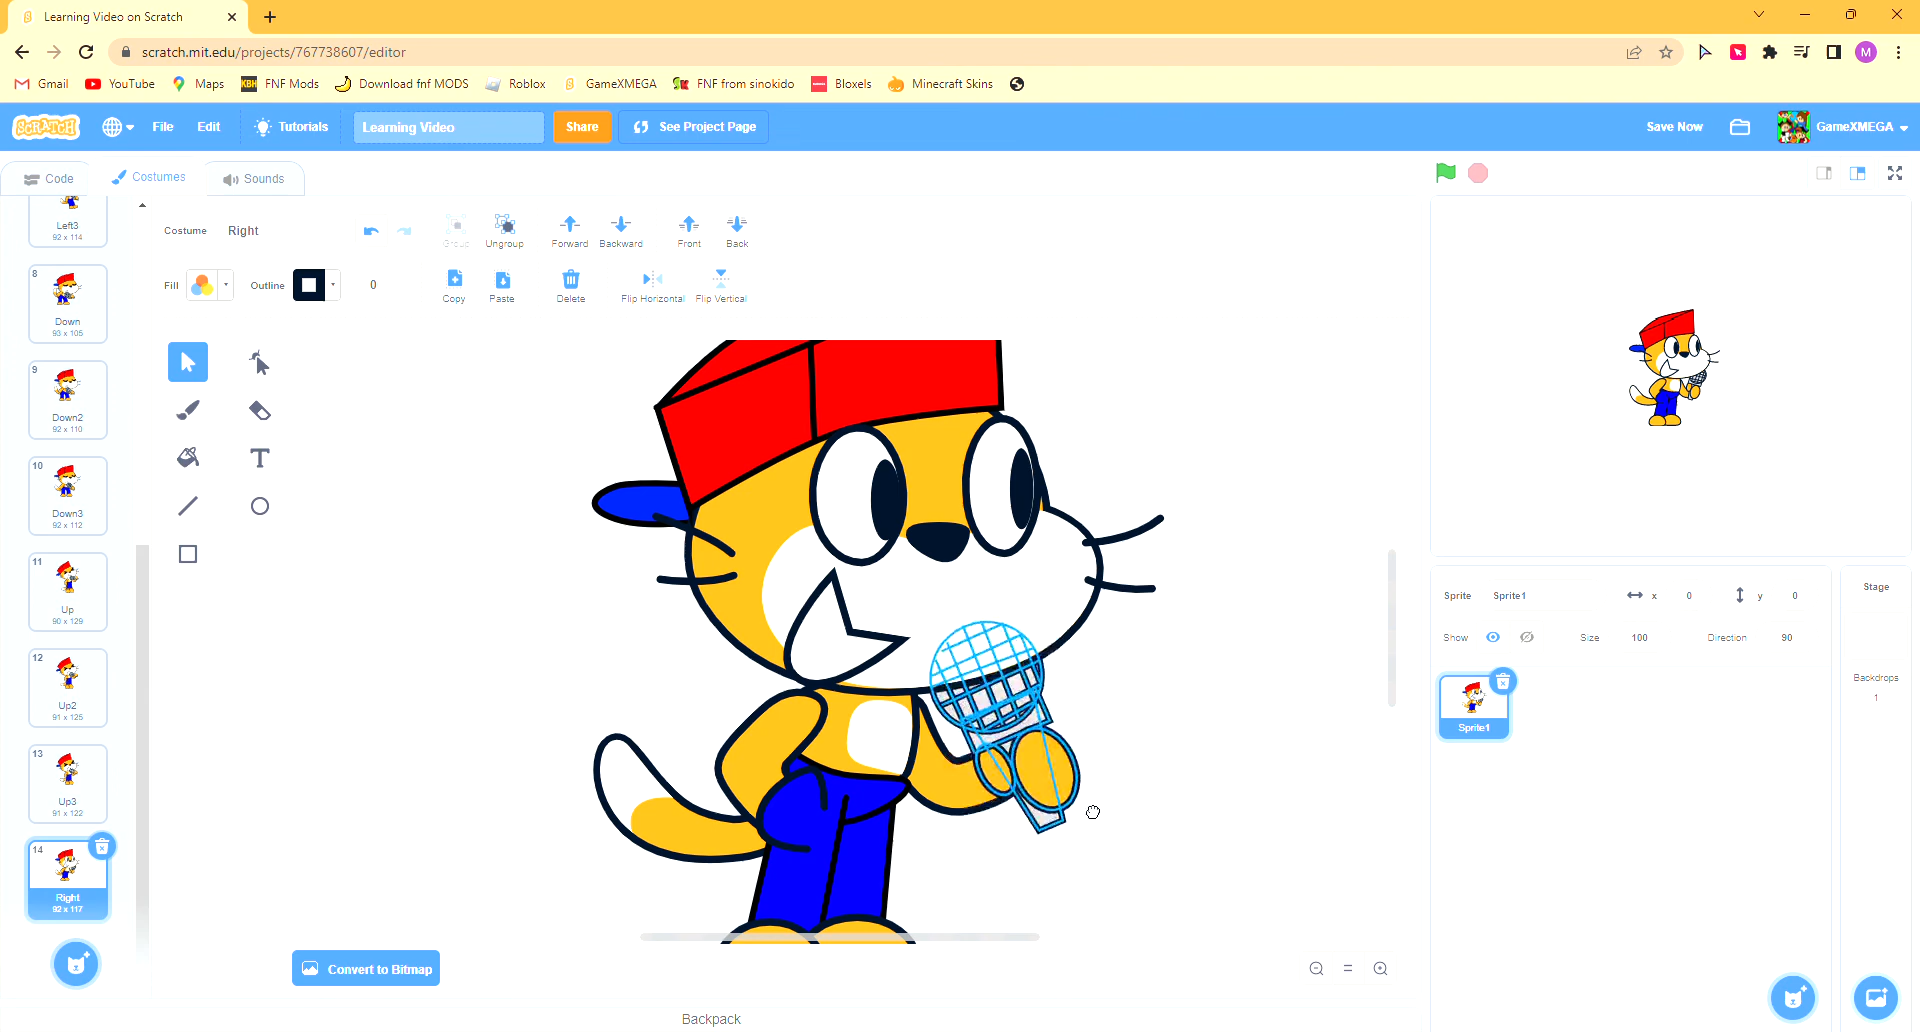 Learning Video on Scratch
scratch.mit.edu/projects/767738607/editor
M
Gmail YouTube Maps KBH FNF Mods Download fnf MODS Roblox GameXMEGA FNF from sinokido Bloxels Minecraft Skins
SCRATCH File Edit Tutorials Learning Video Share See Project Page Save Now GameXMEGA
Code Costumes Sounds
Left3
92 x 114
8
Down
93 x 105
9
Down2
92 x 110
10
Down3
92 x 112
11
Up
90 x 129
12
Up2
91 x 125
13
Up3
91 x 122
14
Right
92 x 117
Costume Right Group Ungroup Forward Backward Front Back
Fill Outline 0 Copy Paste Delete Flip Horizontal Flip Vertical
T
Convert to Bitmap
Backpack
Sprite Sprite1 x 0 y 0
Show Size 100 Direction 90
Sprite1
Stage
Backdrops
1